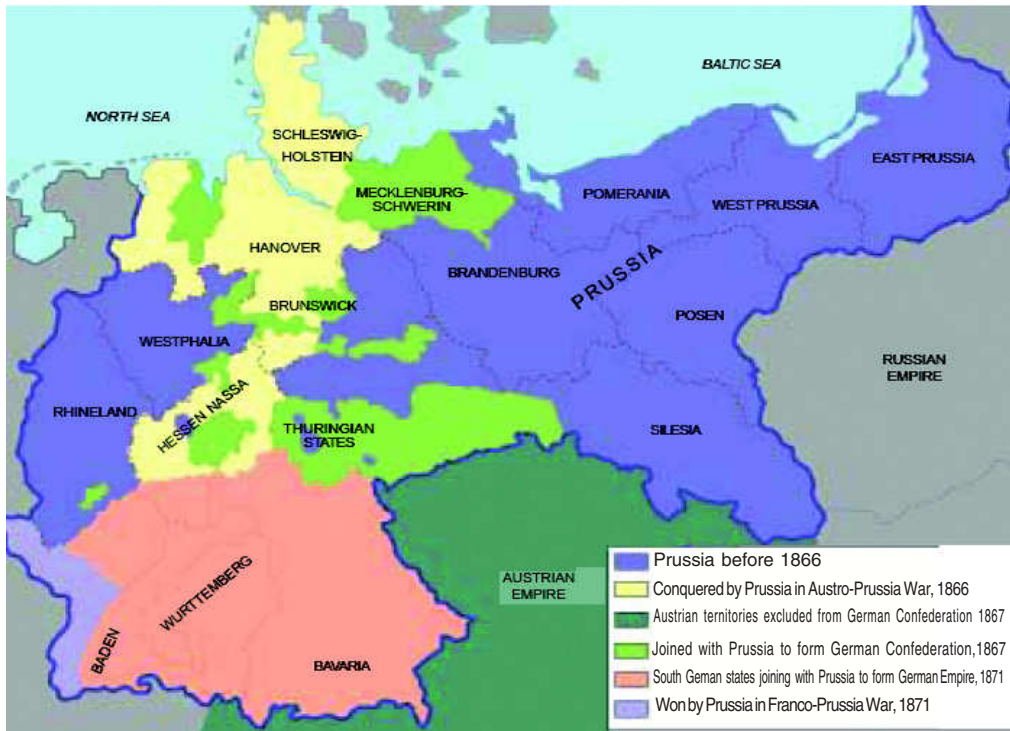 BALTIC SEA
NORTH SEA
SCHLESWIG-
HOLSTEIN
EAST PRUSSIA
MECKLENBURG-
SCHWERIN
POMERANIA
WEST PRUSSIA
HANOVER
BRANDENBURG
PRUSSIA
BRUNSWICK
POSEN
WESTPHALIA
RUSSIAN
EMPIRE
RHINELAND
HESSEN NASSA
THURINGIAN
STATES
SILESIA
AUSTRIAN
EMPIRE
WURTTEMBERG
BADEN
BAVARIA
Prussia before 1866
Conquered by Prussia in Austro-Prussia War, 1866
Austrian territories excluded from German Confederation 1867
Joined with Prussia to form German Confederation, 1867
South Geman states joining with Prussia to form German Empire, 1871
Won by Prussia in Franco-Prussia War, 1871